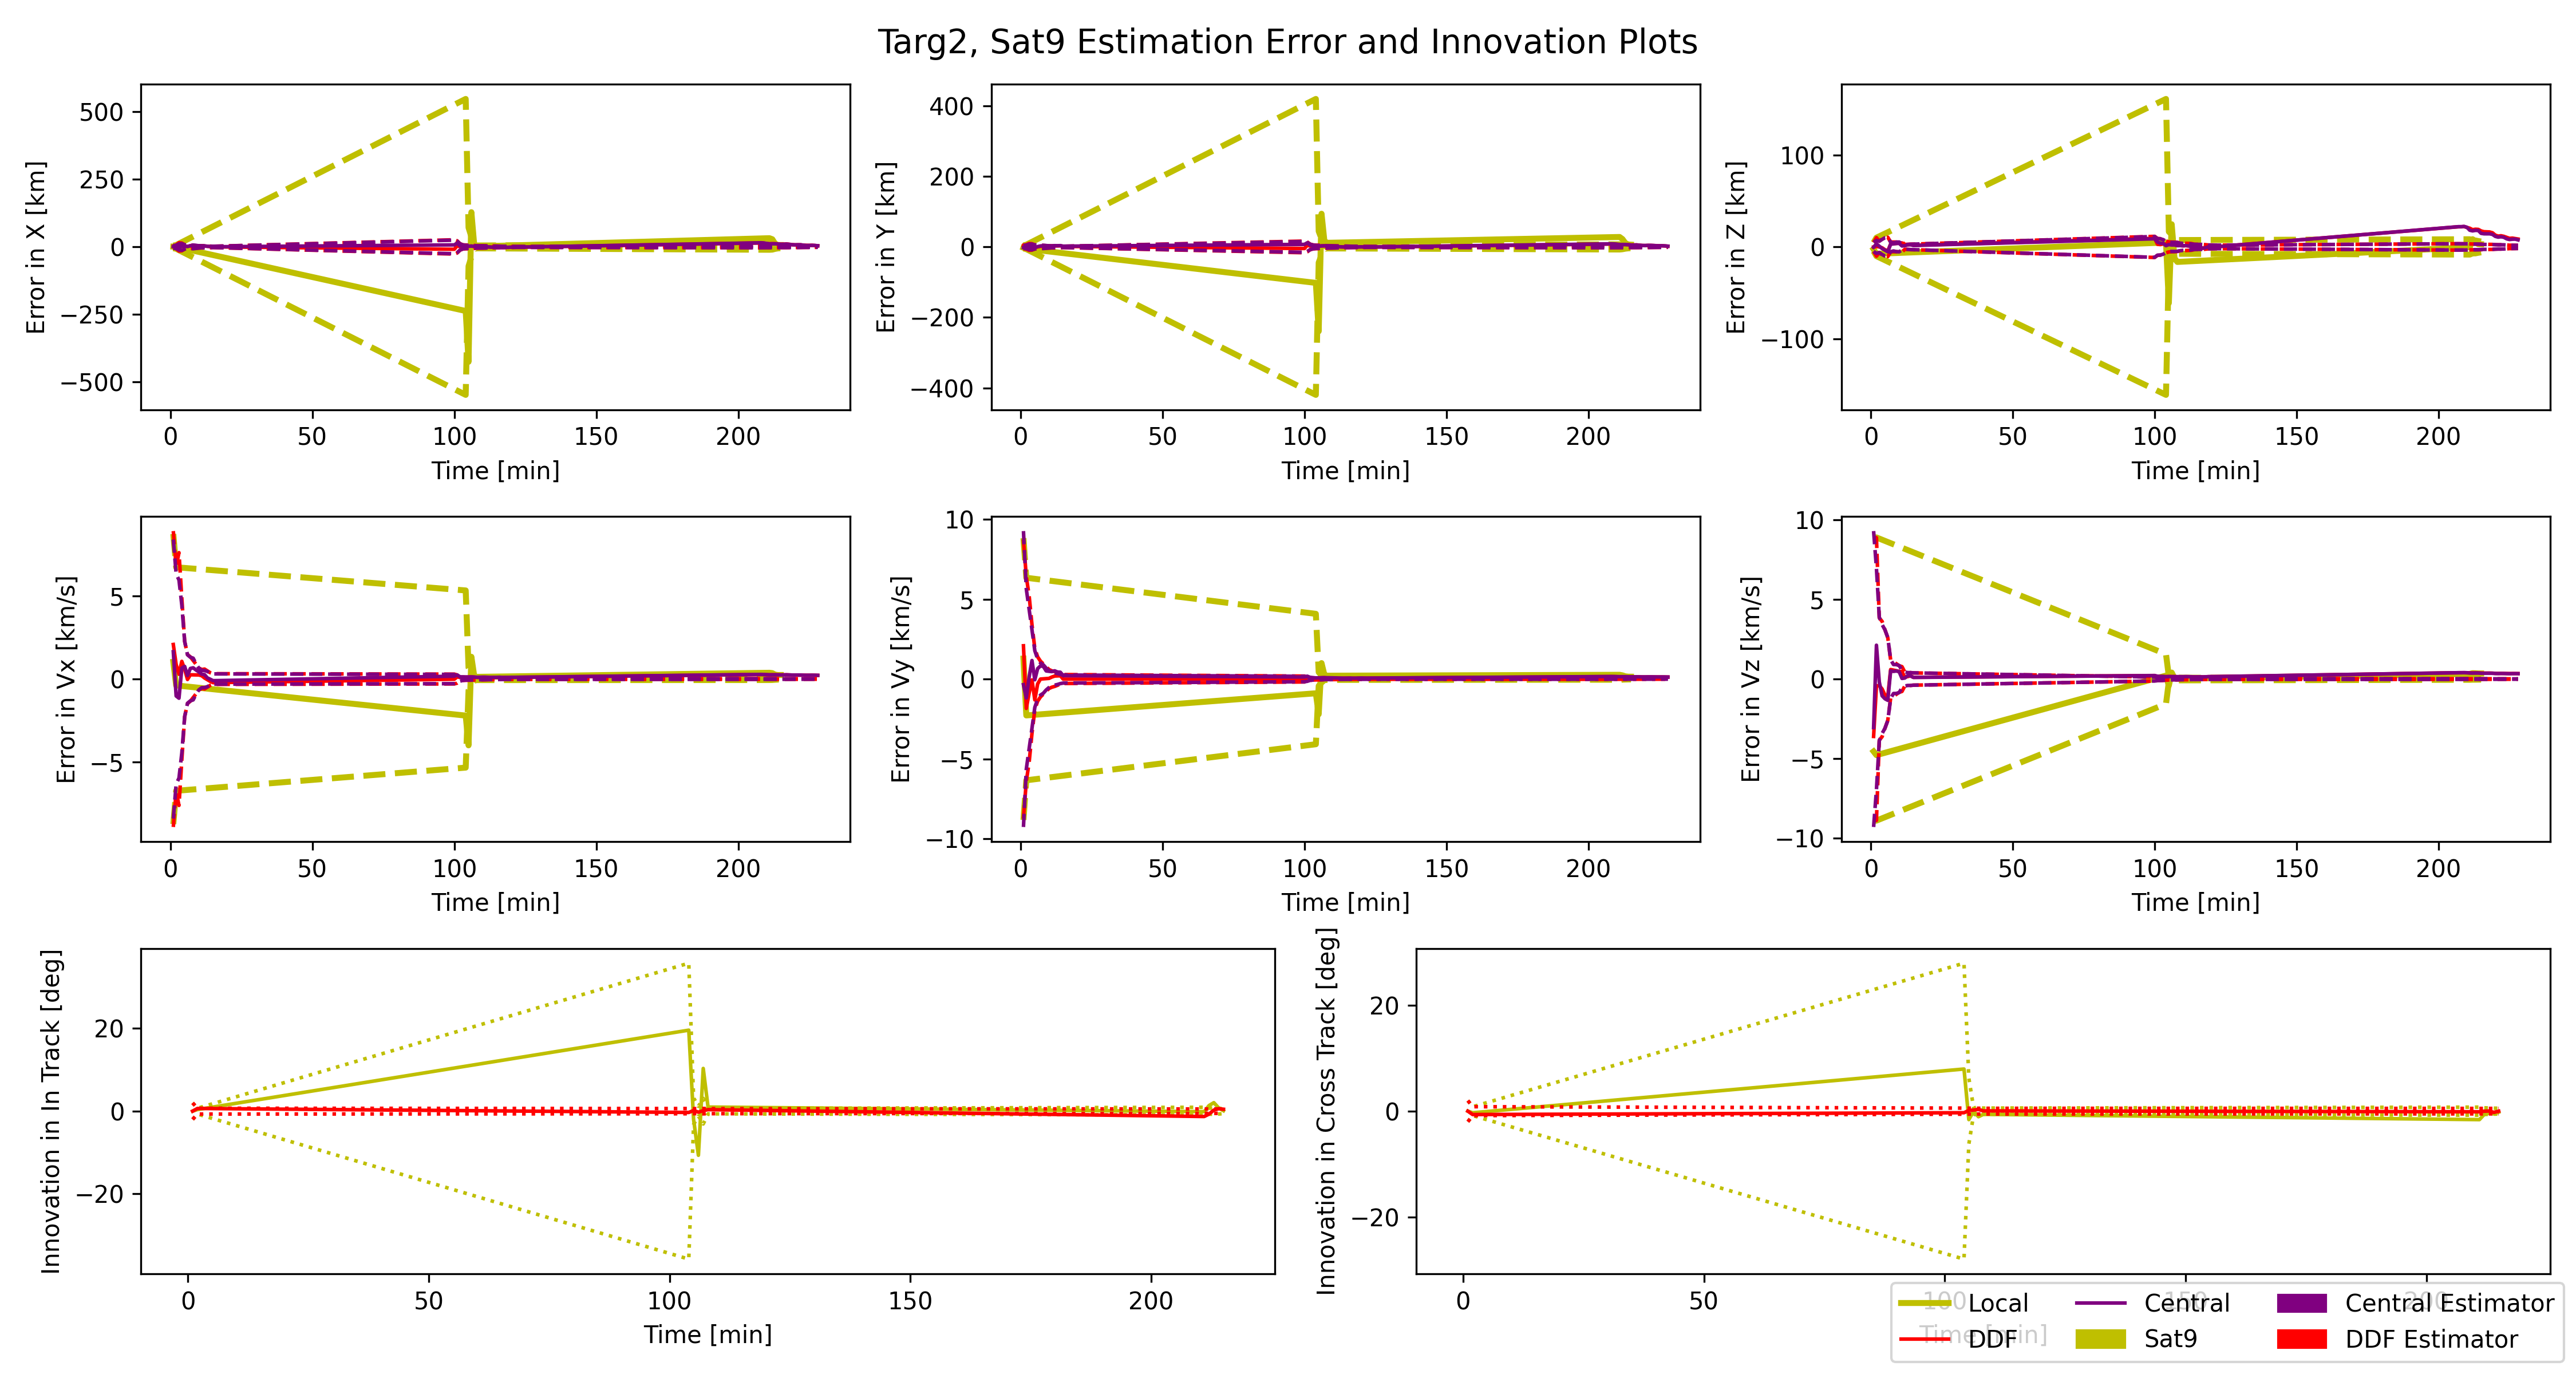 Targ2, Sat9 Estimation Error and Innovation Plots
Error in X [km]
500
250
0
−250
−500
0 50 100 150 200
Time [min]
Error in Y [km]
400
200
0
−200
−400
0 50 100 150 200
Time [min]
Error in Z [km]
100
0
−100
0 50 100 150 200
Time [min]
Error in Vx [km/s]
5
0
−5
0 50 100 150 200
Time [min]
Error in Vy [km/s]
10
5
0
−5
−10
0 50 100 150 200
Time [min]
Error in Vz [km/s]
10
5
0
−5
−10
0 50 100 150 200
Time [min]
Innovation in In Track [deg]
20
0
−20
0 50 100 150 200
Time [min]
Innovation in Cross Track [deg]
20
0
−20
0 50 100 150 200
Time [min]
Local Central Central Estimator
DDF Sat9 DDF Estimator